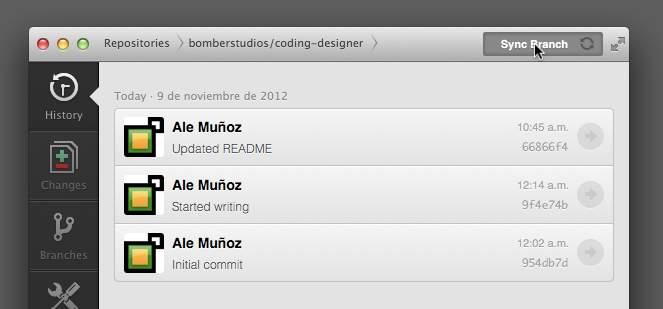 Repositories
bomberstudios/coding-designer
Sync Branch
History
Changes
Branches
Today · 9 de noviembre de 2012
Ale Muñoz
10:45 a.m.
Updated README
66866f4
Ale Muñoz
12:14 a.m.
Started writing
9f4e74b
Ale Muñoz
12:02 a.m.
Initial commit
954db7d